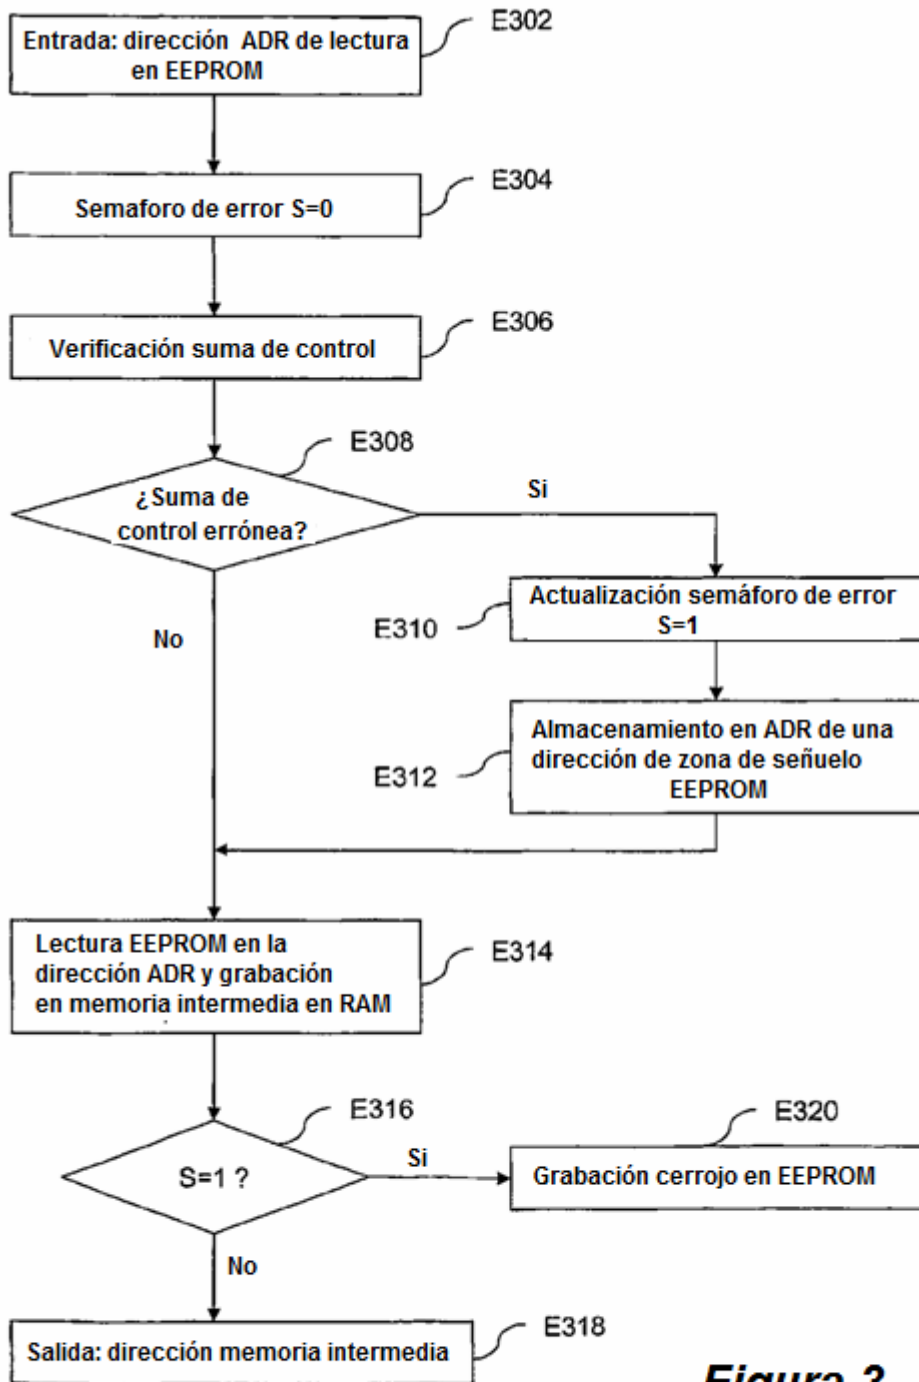 E302
Entrada: dirección ADR de lectura
en EEPROM
E304
Semaforo de error S=0
E306
Verificación suma de control
E308
¿Suma de
control errónea?
Si
No
E310
Actualización semáforo de error
S=1
E312
Almacenamiento en ADR de una
dirección de zona de señuelo
EEPROM
E314
Lectura EEPROM en la
dirección ADR y grabación
en memoria intermedia en RAM
E316
S=1 ?
Si
E320
Grabación cerrojo en EEPROM
No
E318
Salida: dirección memoria intermedia
Figura